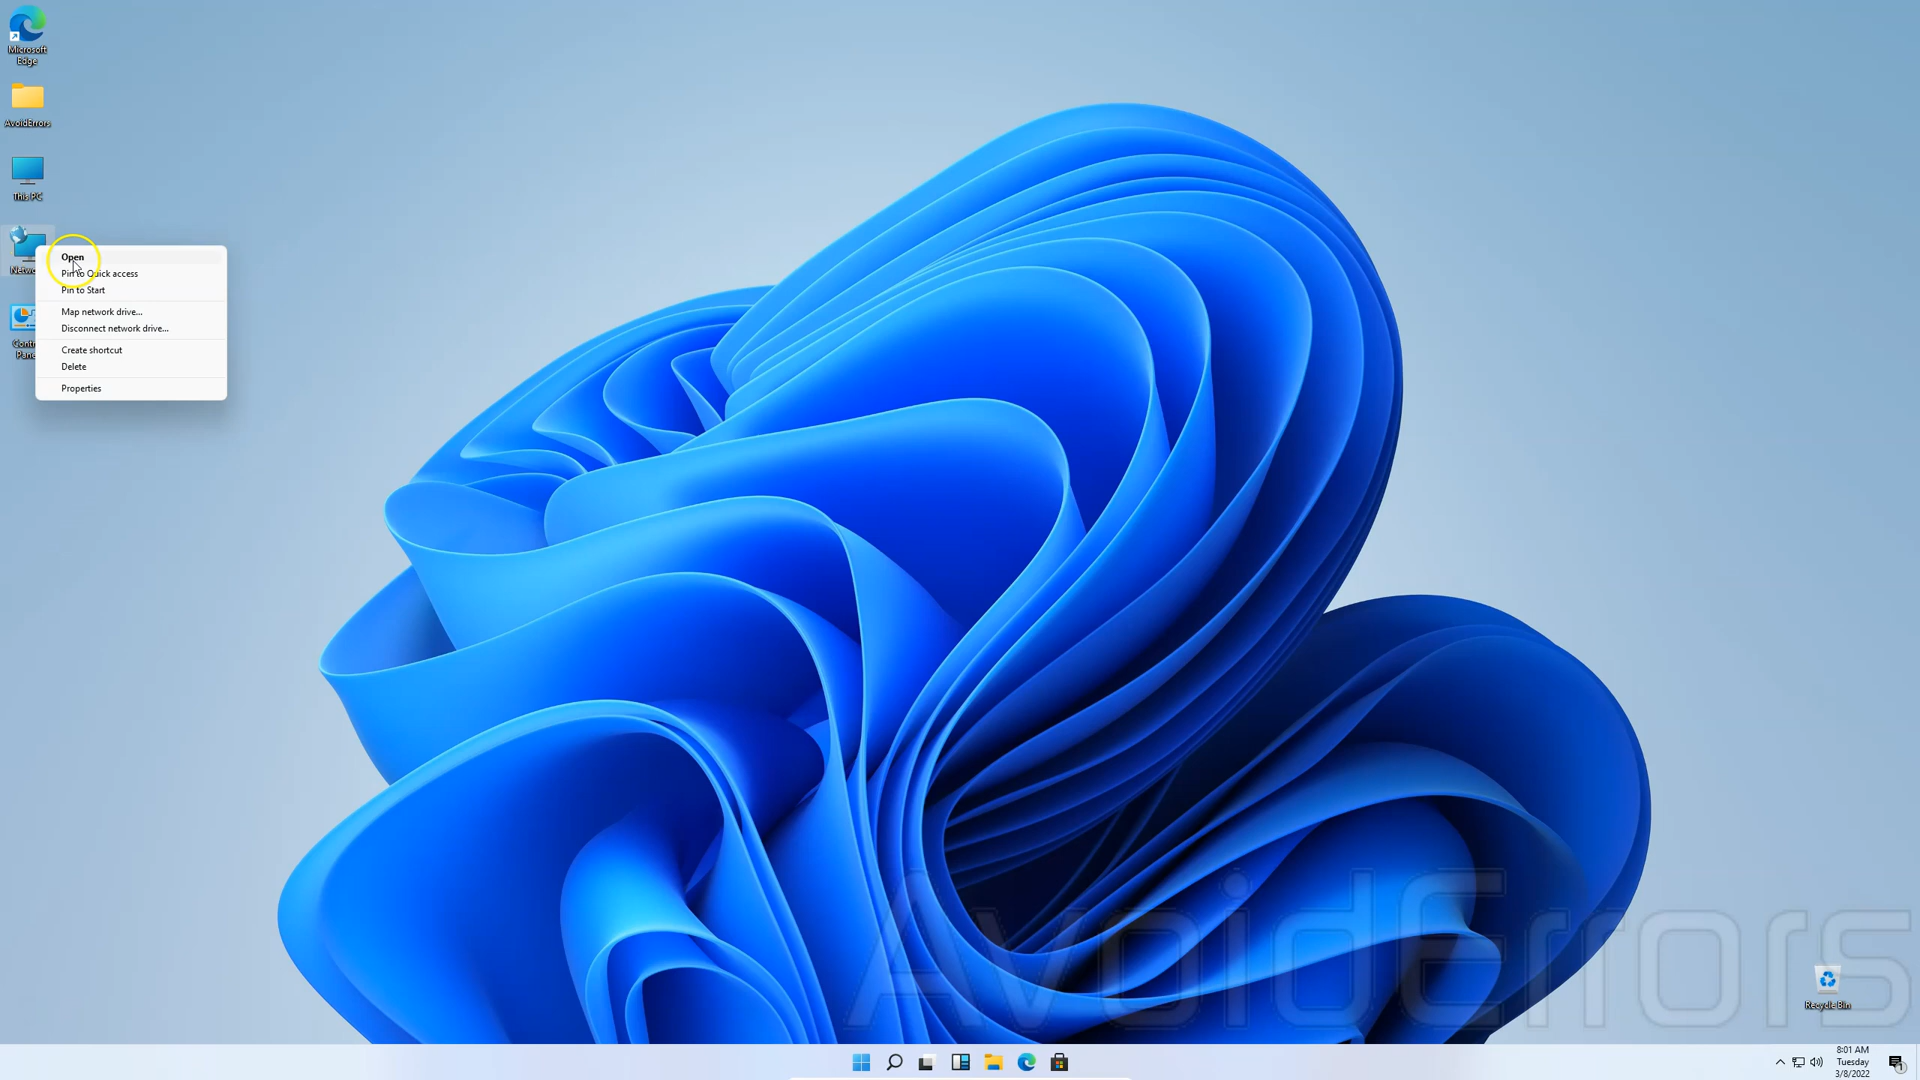 Microsoft
Edge
AvoidErrors
This PC
Open
Pin to Quick access
Pin to Start
Map network drive...
Disconnect network drive...
Create shortcut
Delete
Properties
AvoidErrors
Recycle Bin
8:01 AM
Tuesday
3/8/2022
1